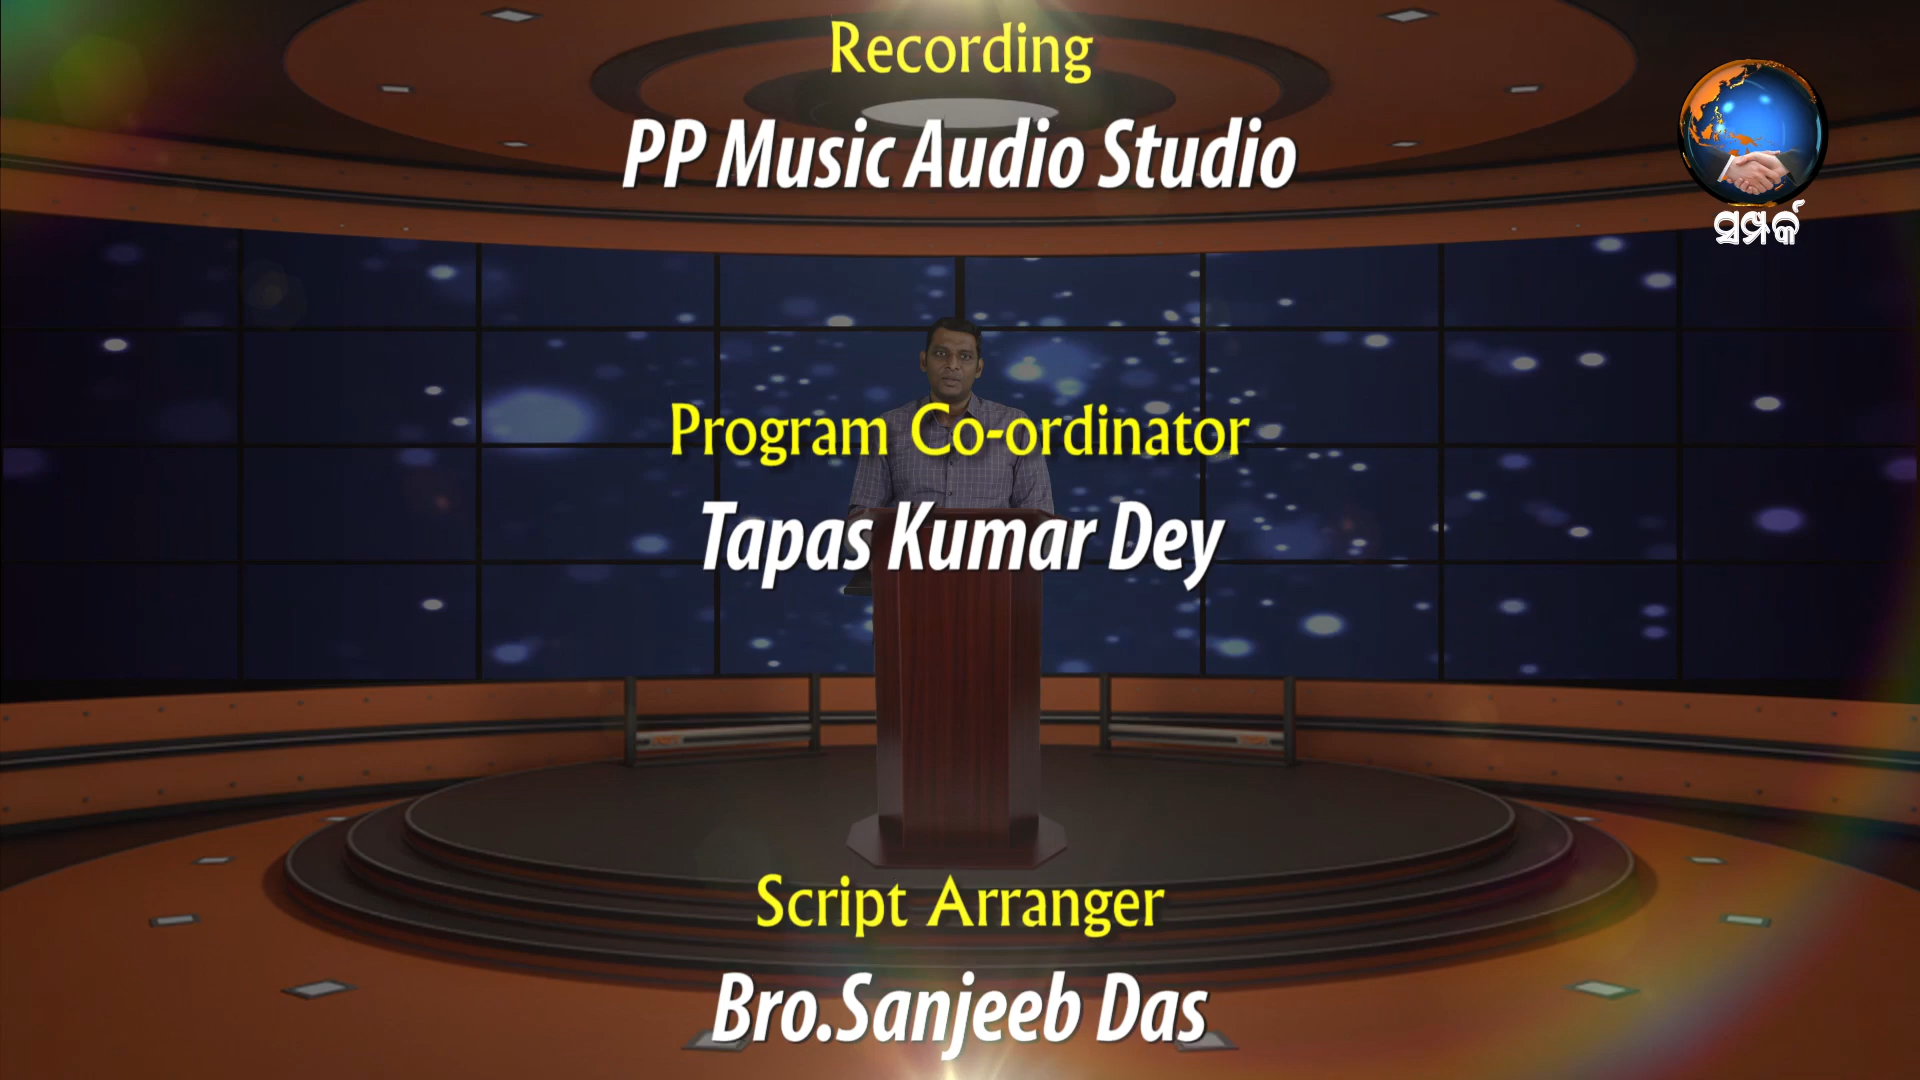 Recording
PP Music Audio Studio
ସମ୍ପର୍କ
Program Co-ordinator
Tapas Kumar Dey
Script Arranger
Bro.Sanjeeb Das